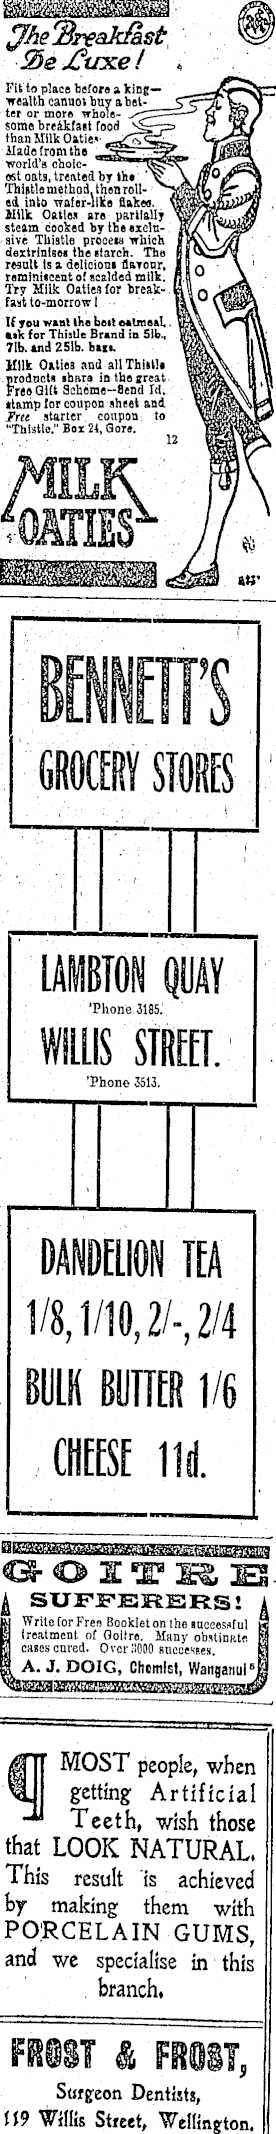 The Breakfast
De Luxe!
Fit to place before a king—
wealth cannot buy a bet-
ter or more whole-
some breakfast food
than Milk Oaties.
Made from the
world's choic-
est oats, treated by the
Thistle method, then roll-
ed into wafer-like flakes.
Milk Oaties are partially
steam cooked by the exclu-
sive Thistle process which
dextrinises the starch. The
result is a delicious flavour,
reminiscent of scalded milk.
Try Milk Oaties for break-
fast to-morrow!
If you want the best oatmeal,
ask for Thistle Brand in 5lb.,
7lb. and 25lb. bags.
Milk Oaties and all Thistle
products share in the great
Free Gift Scheme—Send 1d.
stamp for coupon sheet and
Free starter coupon to
"Thistle," Box 24, Gore.
12
MILK
OATIES
BENNETT'S
GROCERY STORES
LAMBTON QUAY
'Phone 3185.
WILLIS STREET.
'Phone 3513.
DANDELION TEA
1/8, 1/10, 2/-, 2/4
BULK BUTTER 1/6
CHEESE 11d.
GOITRE
SUFFERERS!
Write for Free Booklet on the successful
treatment of Goitre. Many obstinate
cases cured. Over 3000 successes.
A. J. DOIG, Chemist, Wanganui 6
¶ MOST people, when
getting Artificial
Teeth, wish those
that LOOK NATURAL.
This result is achieved
by making them with
PORCELAIN GUMS,
and we specialise in this
branch.
FROST & FROST,
Surgeon Dentists,
119 Willis Street, Wellington.